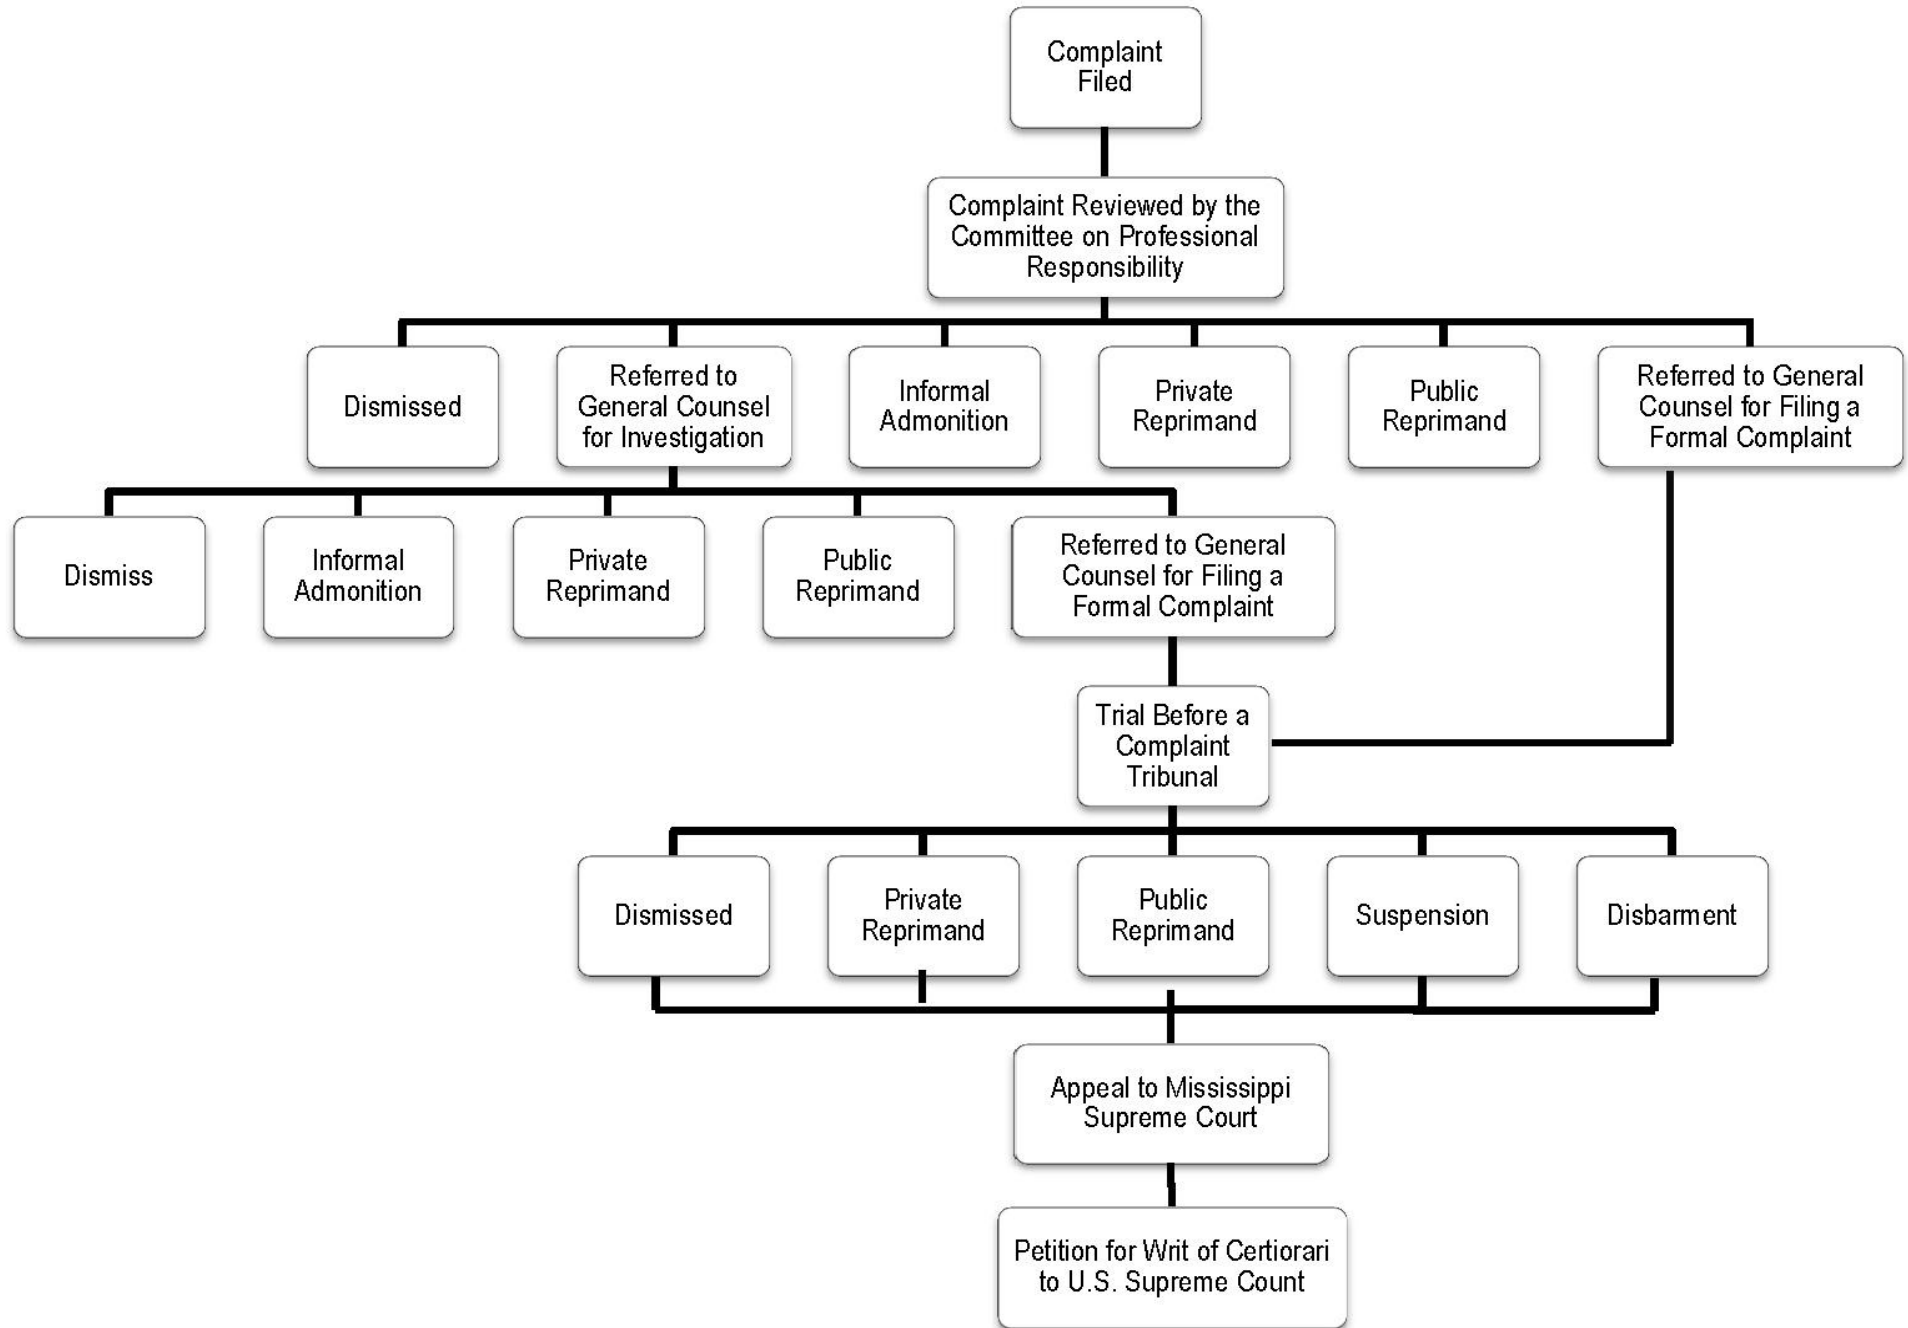 Complaint
Filed
Complaint Reviewed by the
Committee on Professional
Responsibility
Dismissed
Referred to
General Counsel
for Investigation
Informal
Admonition
Private
Reprimand
Public
Reprimand
Referred to General
Counsel for Filing a
Formal Complaint
Dismiss
Informal
Admonition
Private
Reprimand
Public
Reprimand
Referred to General
Counsel for Filing a
Formal Complaint
Trial Before a
Complaint
Tribunal
Dismissed
Private
Reprimand
Public
Reprimand
Suspension
Disbarment
Appeal to Mississippi
Supreme Court
Petition for Writ of Certiorari
to U.S. Supreme Count